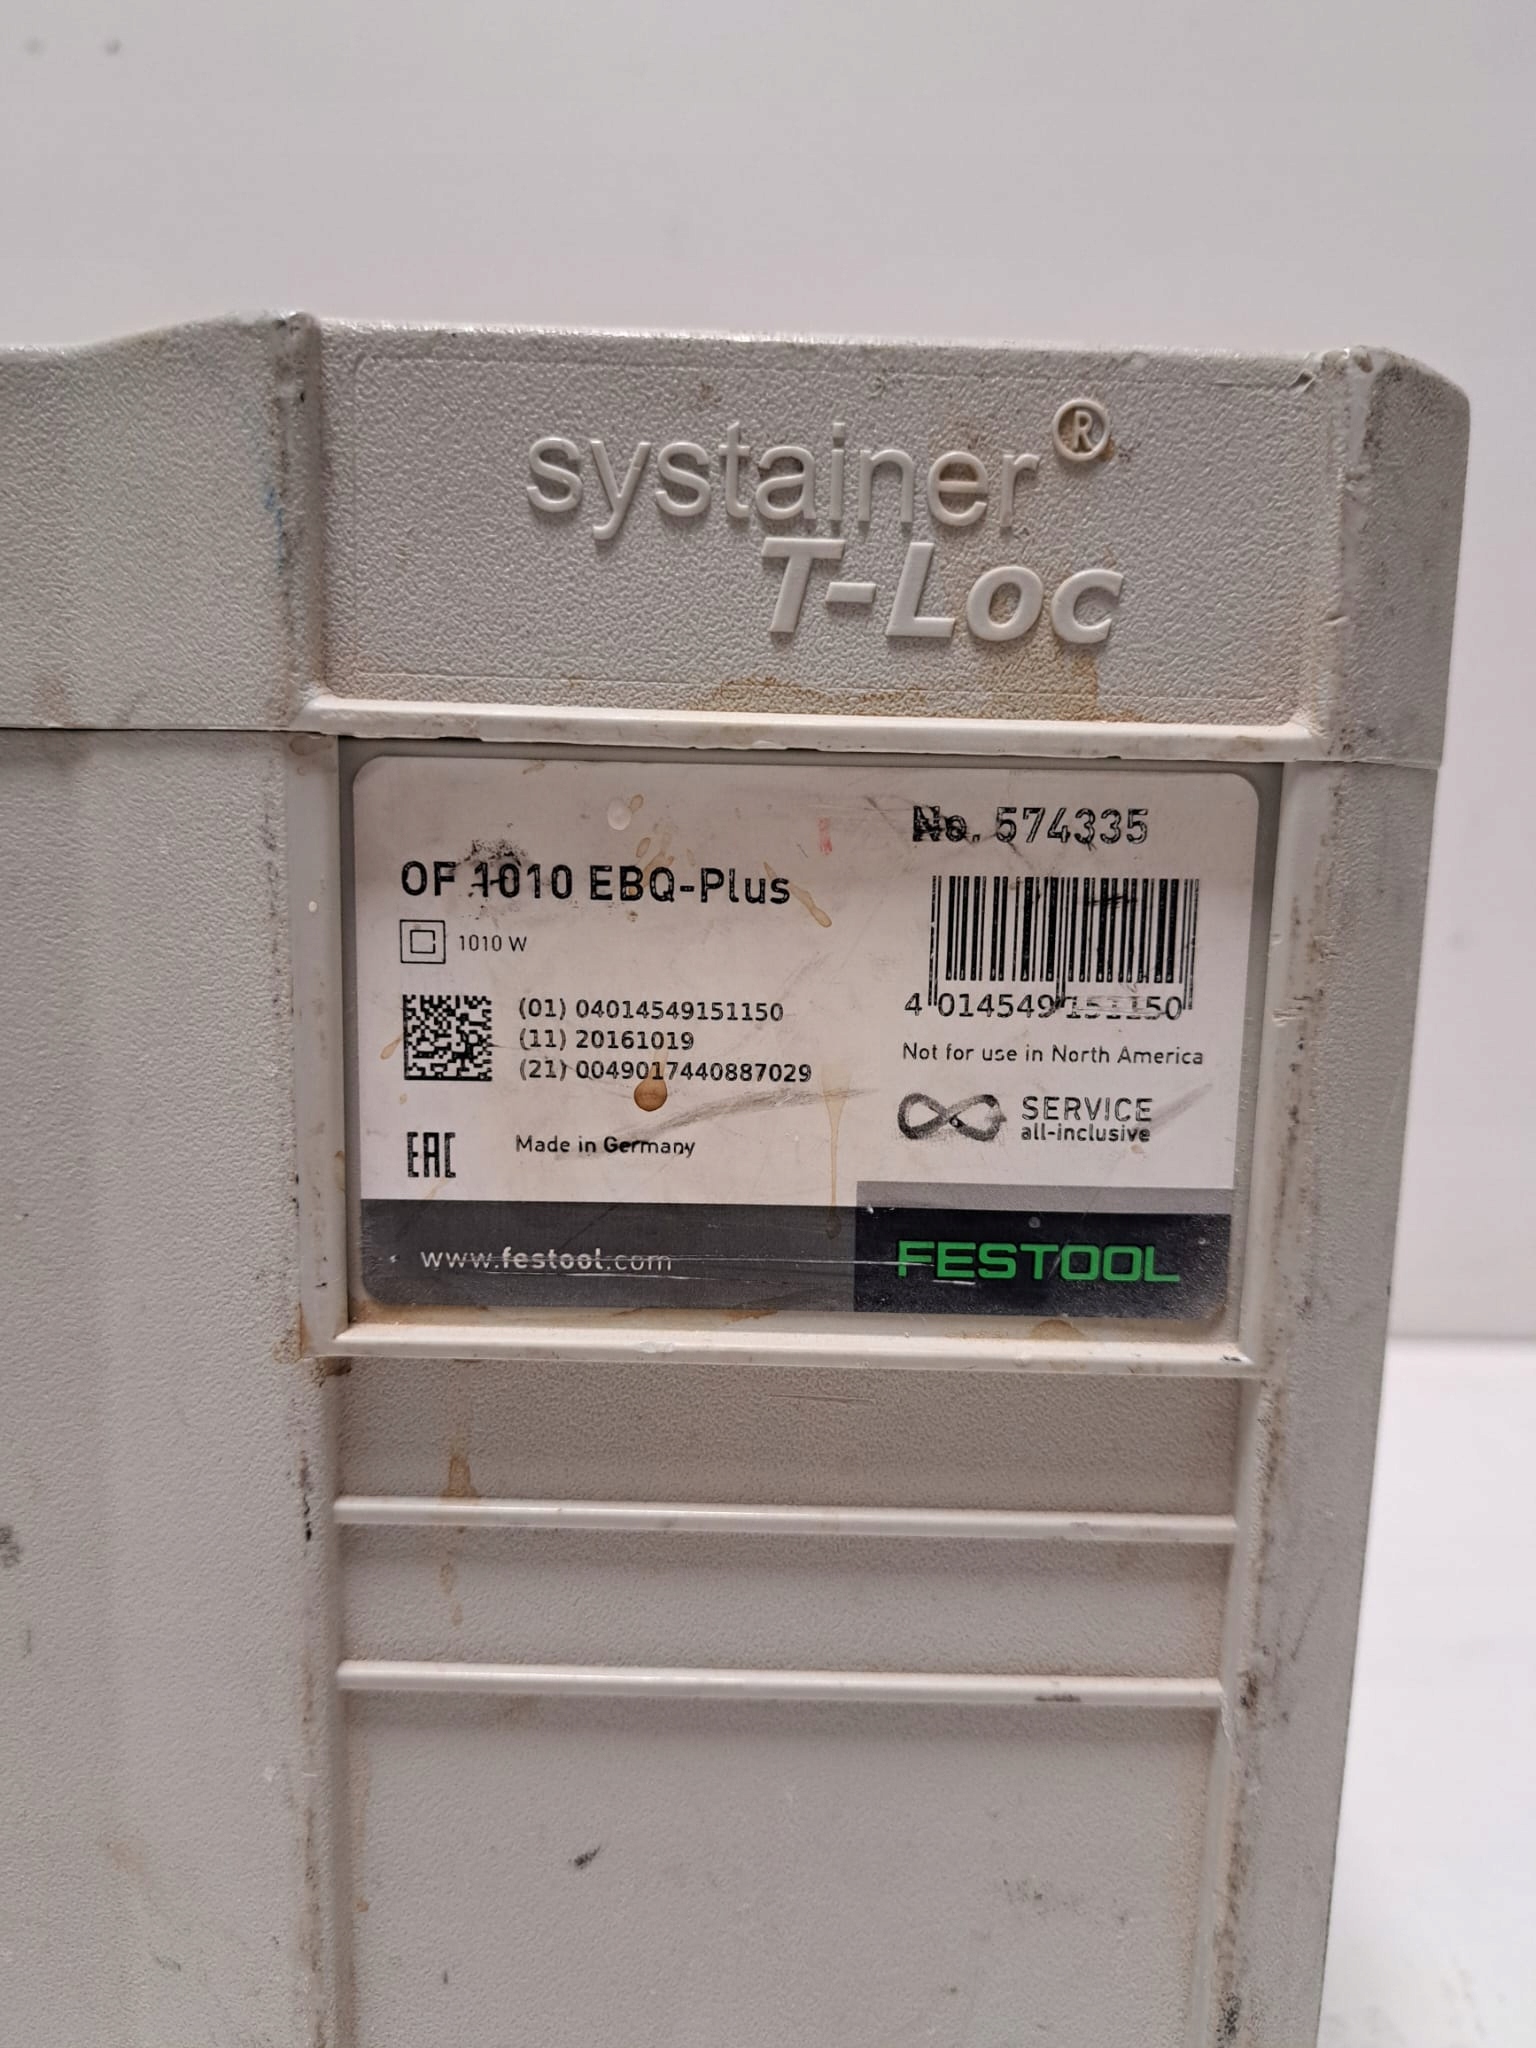 systainer®
T-Loc
No. 574335
OF 1010 EBQ-Plus
1010 W
4 014549 151150
(01) 04014549151150
(11) 20161019
(21) 0049017440887029
Not for use in North America
SERVICE
all-inclusive
EAC
Made in Germany
www.festool.com
FESTOOL